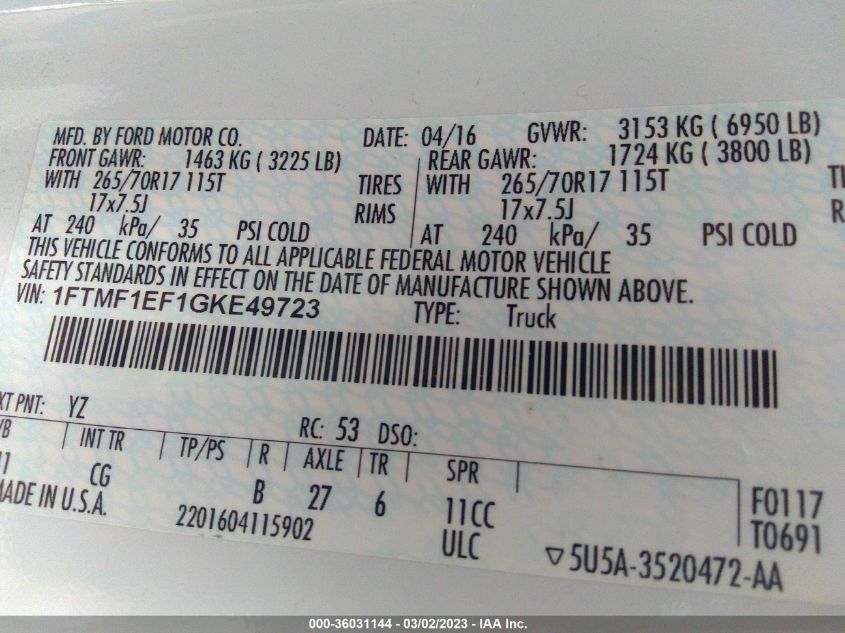 MFD. BY FORD MOTOR CO. DATE: 04/16 GVWR: 3153 KG ( 6950 LB)
FRONT GAWR: 1463 KG ( 3225 LB) REAR GAWR: 1724 KG ( 3800 LB)
WITH 265/70R17 115T TIRES WITH 265/70R17 115T
17x7.5J RIMS 17x7.5J R
AT 240 kPa/ 35 PSI COLD AT 240 kPa/ 35 PSI COLD
THIS VEHICLE CONFORMS TO ALL APPLICABLE FEDERAL MOTOR VEHICLE
SAFETY STANDARDS IN EFFECT ON THE DATE OF MANUFACTURE SHOWN ABOVE.
VIN: 1FTMF1EF1GKE49723 TYPE: Truck
XT PNT: YZ RC: 53 DSO:
/B INT TR TP/PS R AXLE TR SPR
CG B 27 6 11CC F0117
MADE IN U.S.A. 2201604115902 ULC T0691
5U5A-3520472-AA
000-36031144 — 03/02/2023 — IAA Inc.